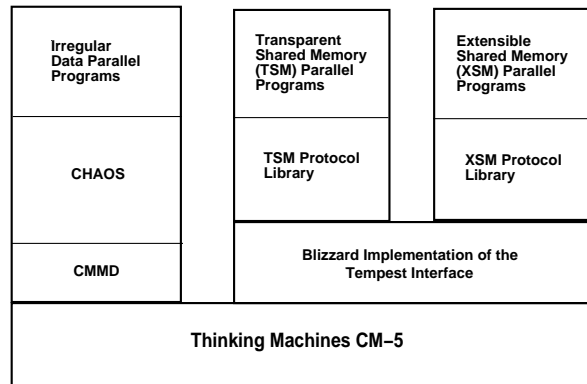 Irregular
Data Parallel
Programs
Transparent
Shared Memory
(TSM) Parallel
Programs
Extensible
Shared Memory
(XSM) Parallel
Programs
CHAOS
TSM Protocol
Library
XSM Protocol
Library
CMMD
Blizzard Implementation of the
Tempest Interface
Thinking Machines CM−5